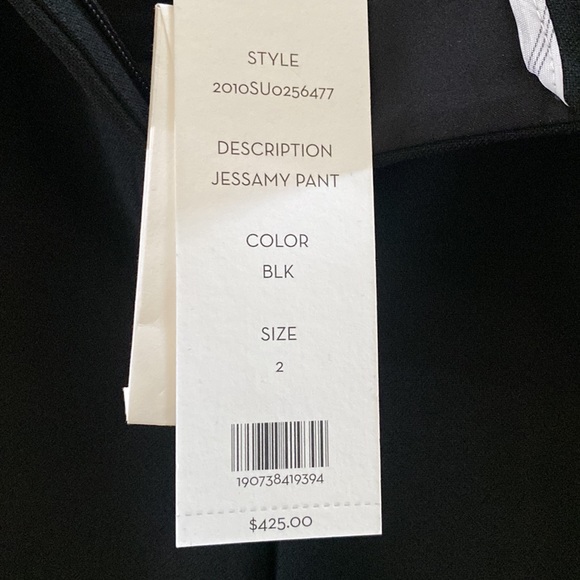 STYLE
2010SU0256477
DESCRIPTION
JESSAMY PANT
COLOR
BLK
SIZE
2
190738419394
$425.00